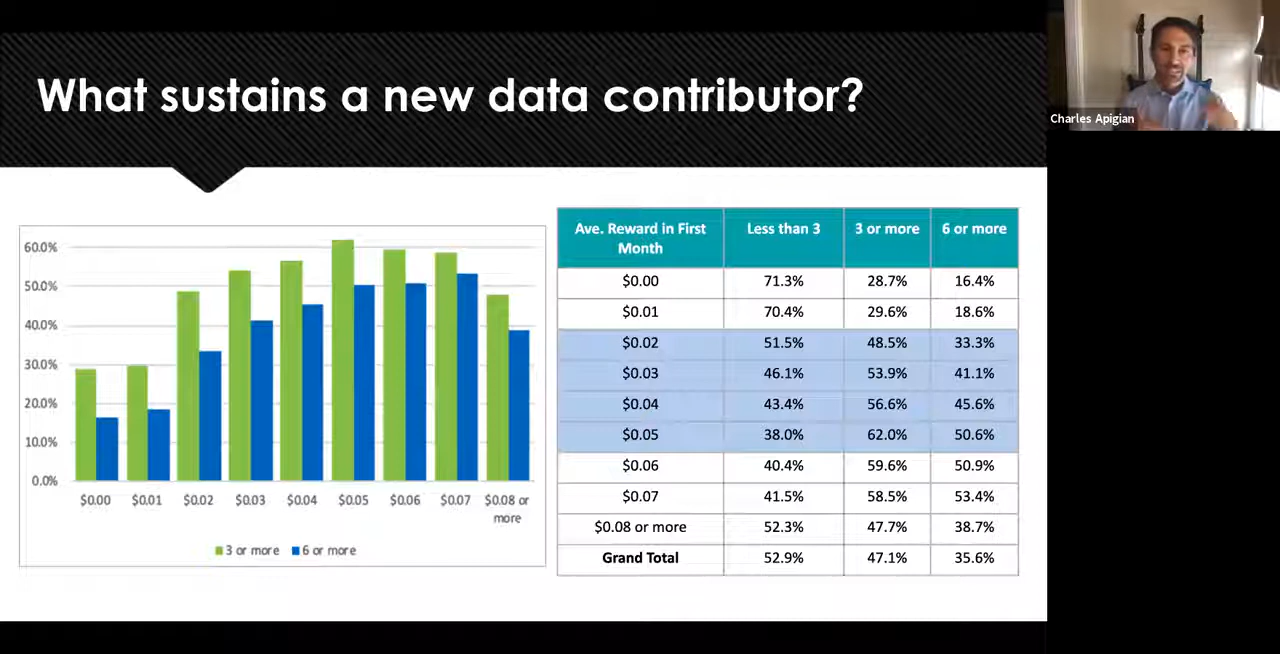 What sustains a new data contributor?
Charles Apigian
60.0%
50.0%
40.0%
30.0%
20.0%
10.0%
0.0%
$0.00 $0.01 $0.02 $0.03 $0.04 $0.05 $0.06 $0.07 $0.08 or
more
3 or more 6 or more
Ave. Reward in First Less than 3 3 or more 6 or more
Month
$0.00 71.3% 28.7% 16.4%
$0.01 70.4% 29.6% 18.6%
$0.02 51.5% 48.5% 33.3%
$0.03 46.1% 53.9% 41.1%
$0.04 43.4% 56.6% 45.6%
$0.05 38.0% 62.0% 50.6%
$0.06 40.4% 59.6% 50.9%
$0.07 41.5% 58.5% 53.4%
$0.08 or more 52.3% 47.7% 38.7%
Grand Total 52.9% 47.1% 35.6%